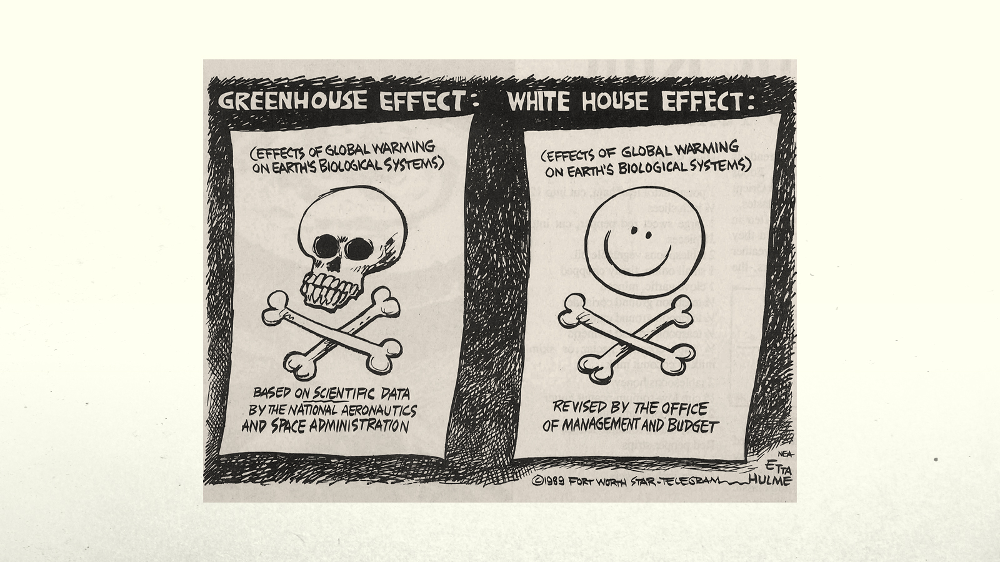 GREENHOUSE EFFECT:
(EFFECTS OF GLOBAL WARMING
ON EARTH'S BIOLOGICAL SYSTEMS)
BASED ON SCIENTIFIC DATA
BY THE NATIONAL AERONAUTICS
AND SPACE ADMINISTRATION
WHITE HOUSE EFFECT:
(EFFECTS OF GLOBAL WARMING
ON EARTH'S BIOLOGICAL SYSTEMS)
REVISED BY THE OFFICE
OF MANAGEMENT AND BUDGET
NEA
ETTA
HULME
©1989 FORT WORTH STAR-TELEGRAM